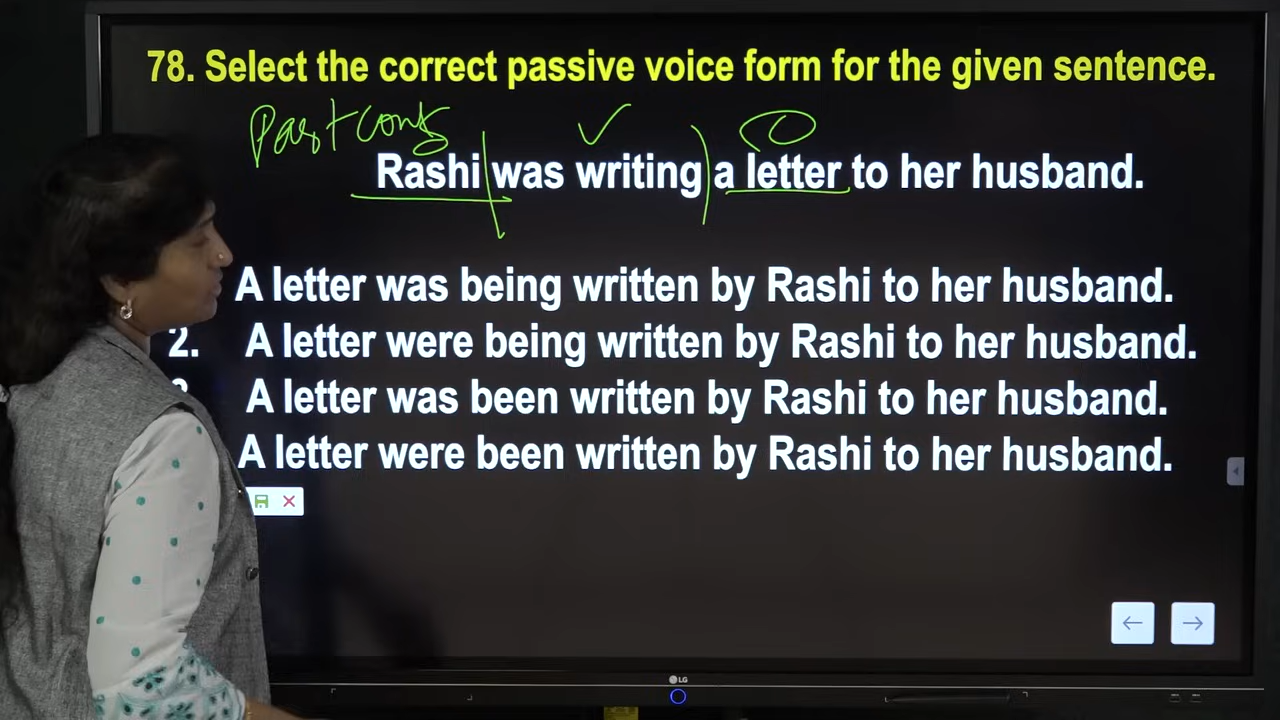 78. Select the correct passive voice form for the given sentence.
Past cont
Rashi was writing a letter to her husband.
A letter was being written by Rashi to her husband.
2. A letter were being written by Rashi to her husband.
A letter was been written by Rashi to her husband.
A letter were been written by Rashi to her husband.
LG